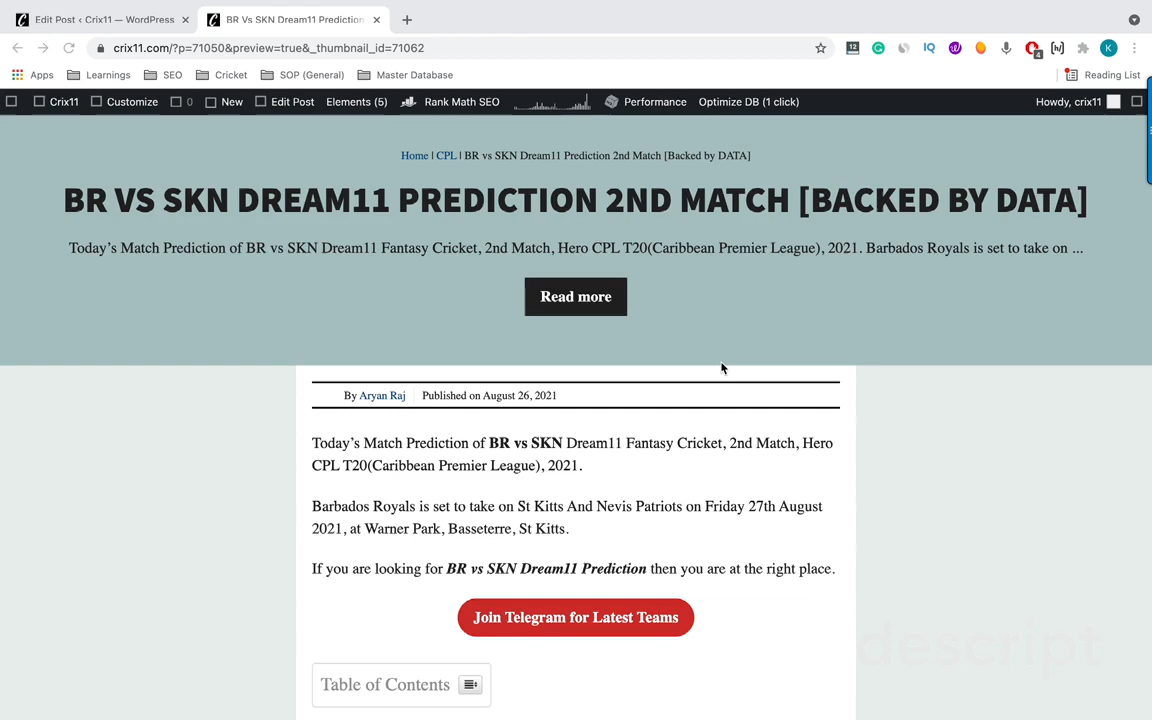 Edit Post ‹ Crix11 — WordPress
BR Vs SKN Dream11 Prediction
crix11.com/?p=71050&preview=true&_thumbnail_id=71062
12
IQ
4
K
Apps
Learnings
SEO
Cricket
SOP (General)
Master Database
Reading List
Crix11
Customize
0
New
Edit Post
Elements (5)
Rank Math SEO
Performance
Optimize DB (1 click)
Howdy, crix11
Home | CPL | BR vs SKN Dream11 Prediction 2nd Match [Backed by DATA]
BR VS SKN DREAM11 PREDICTION 2ND MATCH [BACKED BY DATA]
Today's Match Prediction of BR vs SKN Dream11 Fantasy Cricket, 2nd Match, Hero CPL T20(Caribbean Premier League), 2021. Barbados Royals is set to take on ...
Read more
By Aryan Raj
Published on August 26, 2021
Today's Match Prediction of BR vs SKN Dream11 Fantasy Cricket, 2nd Match, Hero
CPL T20(Caribbean Premier League), 2021.
Barbados Royals is set to take on St Kitts And Nevis Patriots on Friday 27th August
2021, at Warner Park, Basseterre, St Kitts.
If you are looking for BR vs SKN Dream11 Prediction then you are at the right place.
Join Telegram for Latest Teams
descript
Table of Contents